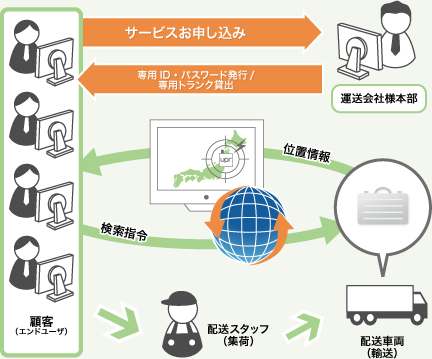 サービスお申し込み
専用ID・パスワード発行/
専用トランク貸出
運送会社様本部
位置情報
upr
検索指令
顧客
（エンドユーザ）
配送スタッフ
（集荷）
配送車両
（輸送）